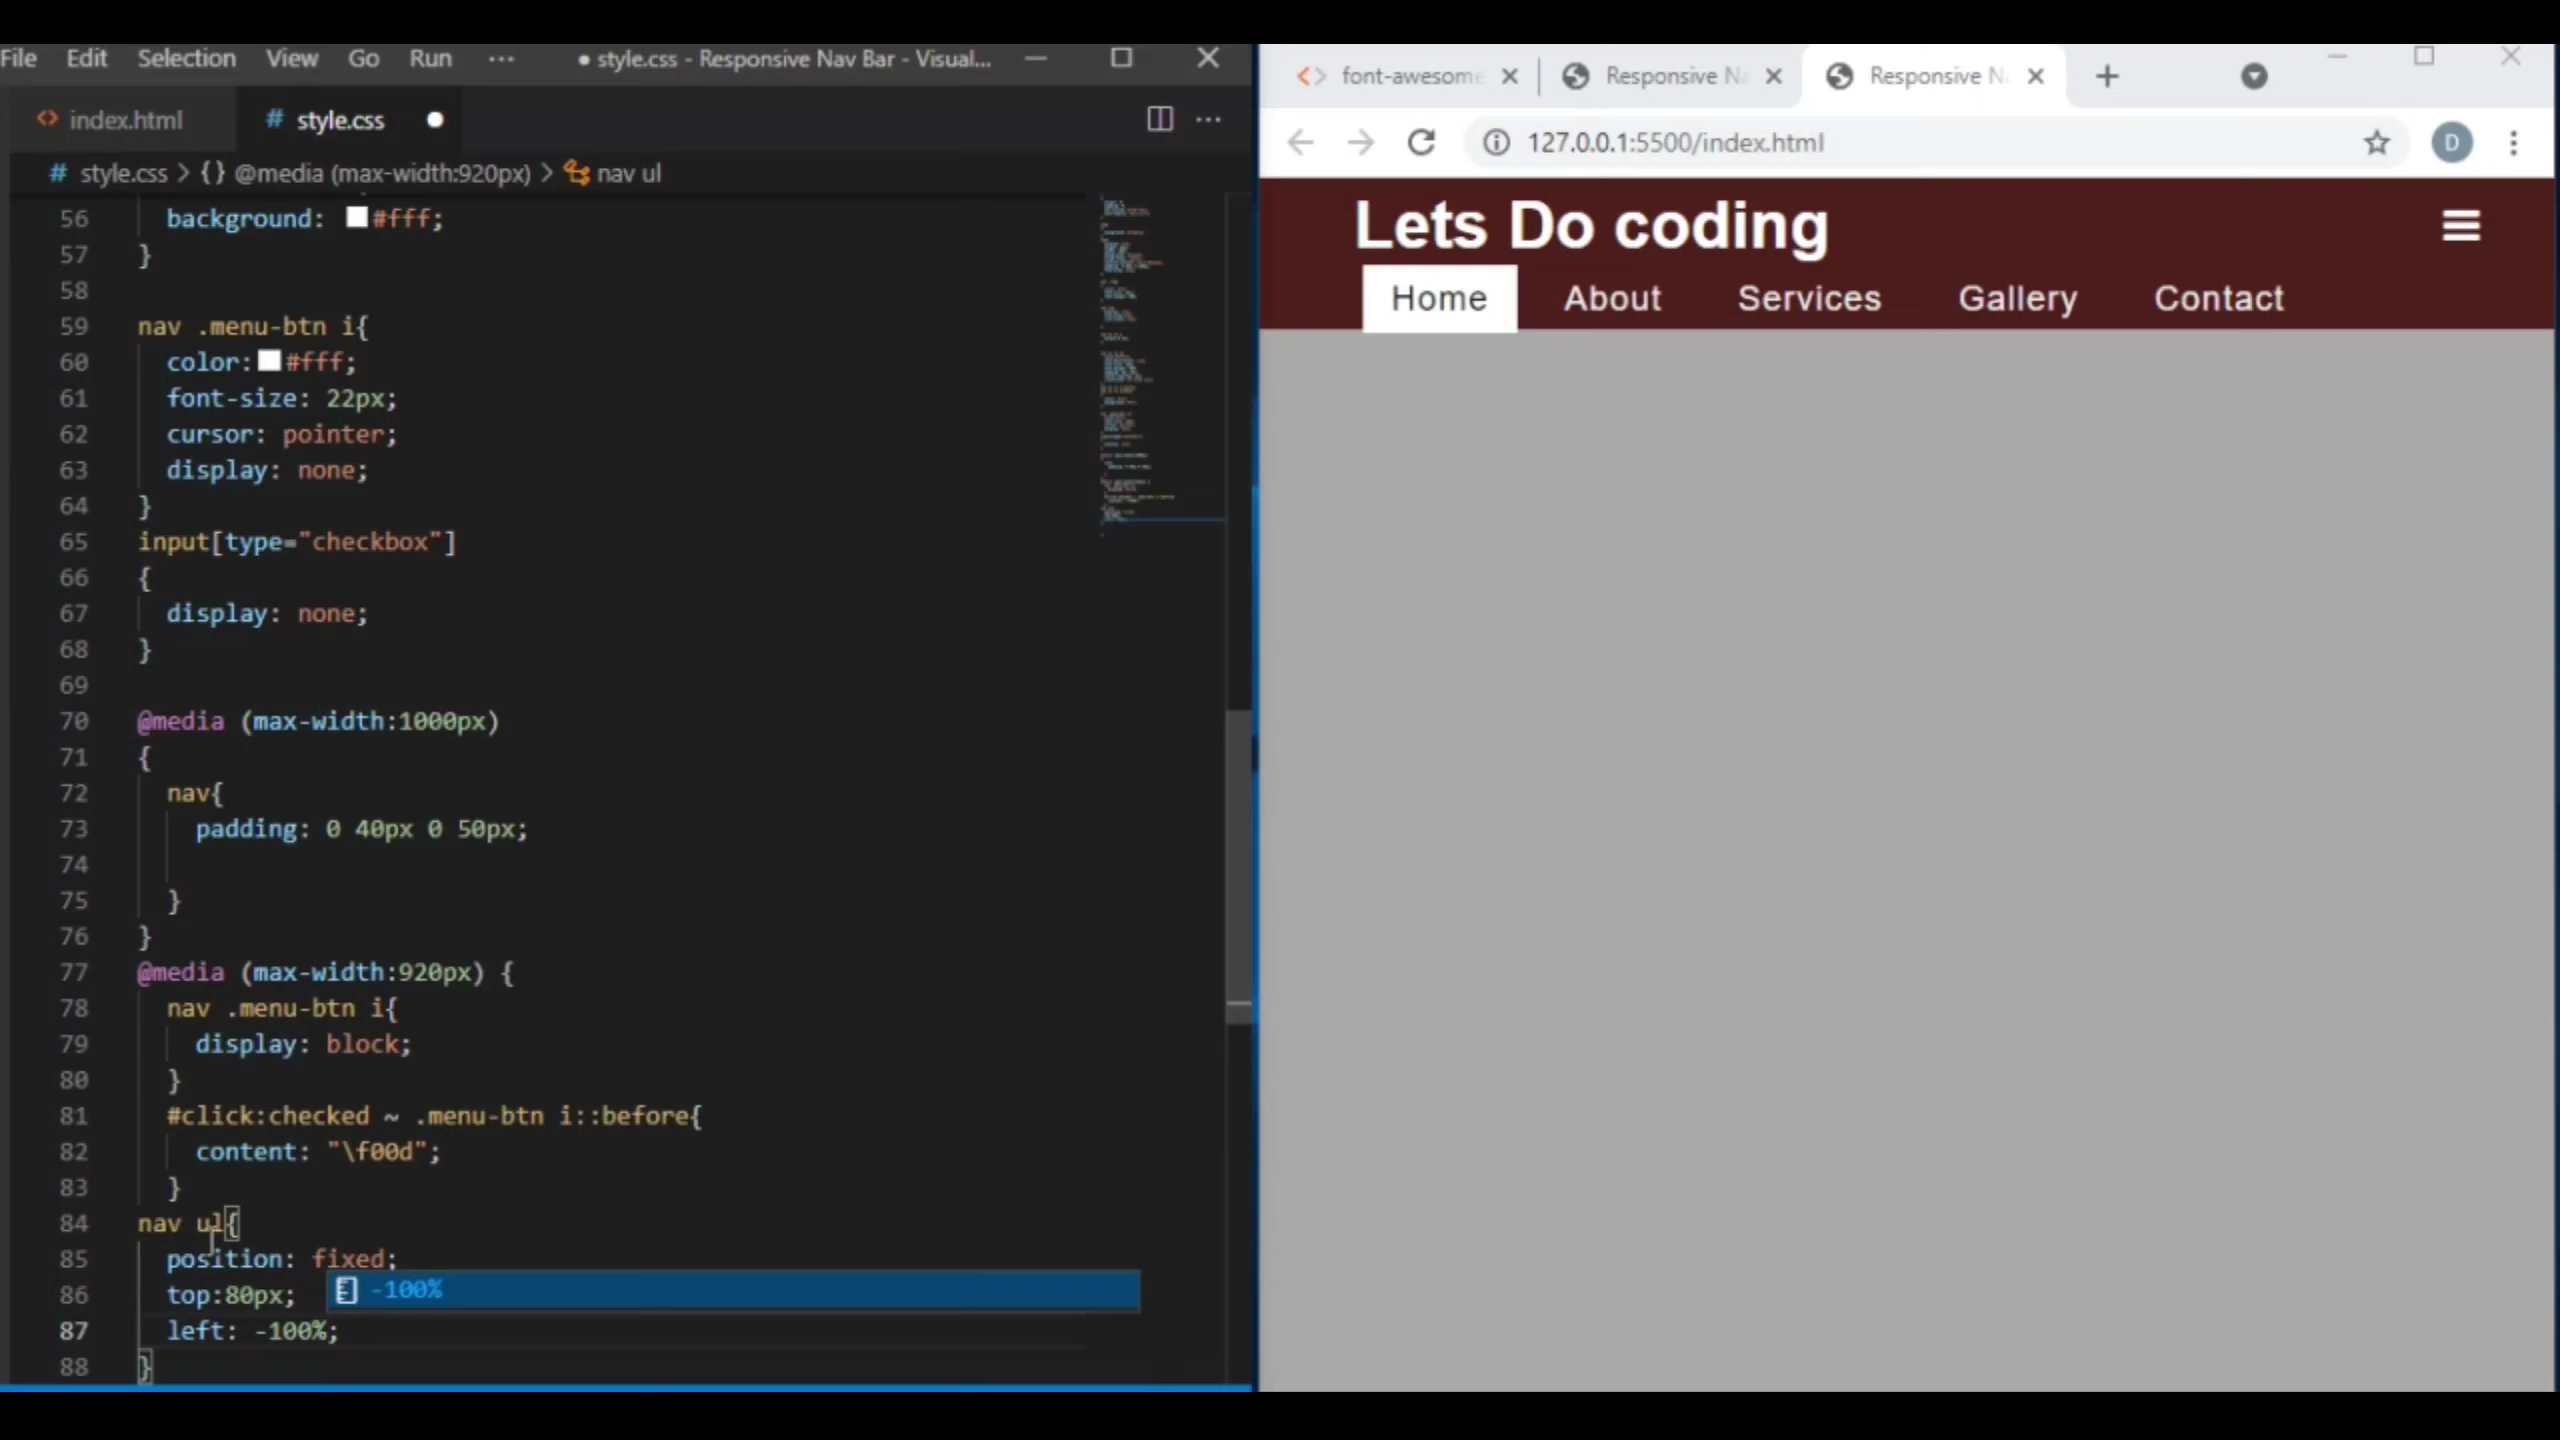 File Edit Selection View Go Run ··· ● style.css - Responsive Nav Bar - Visual...
index.html # style.css
# style.css > {} @media (max-width:920px) > nav ul
56 background: #fff;
57 }
58
59 nav .menu-btn i{
60 color:#fff;
61 font-size: 22px;
62 cursor: pointer;
63 display: none;
64 }
65 input[type="checkbox"]
66 {
67 display: none;
68 }
69
70 @media (max-width:1000px)
71 {
72 nav{
73 padding: 0 40px 0 50px;
74
75 }
76 }
77 @media (max-width:920px) {
78 nav .menu-btn i{
79 display: block;
80 }
81 #click:checked ~ .menu-btn i::before{
82 content: "\f00d";
83 }
84 nav ul{
85 position: fixed;
86 top:80px;
-100%
87 left: -100%;
88 }
font-awesome Responsive Na Responsive Na
127.0.0.1:5500/index.html D
Lets Do coding
Home About Services Gallery Contact